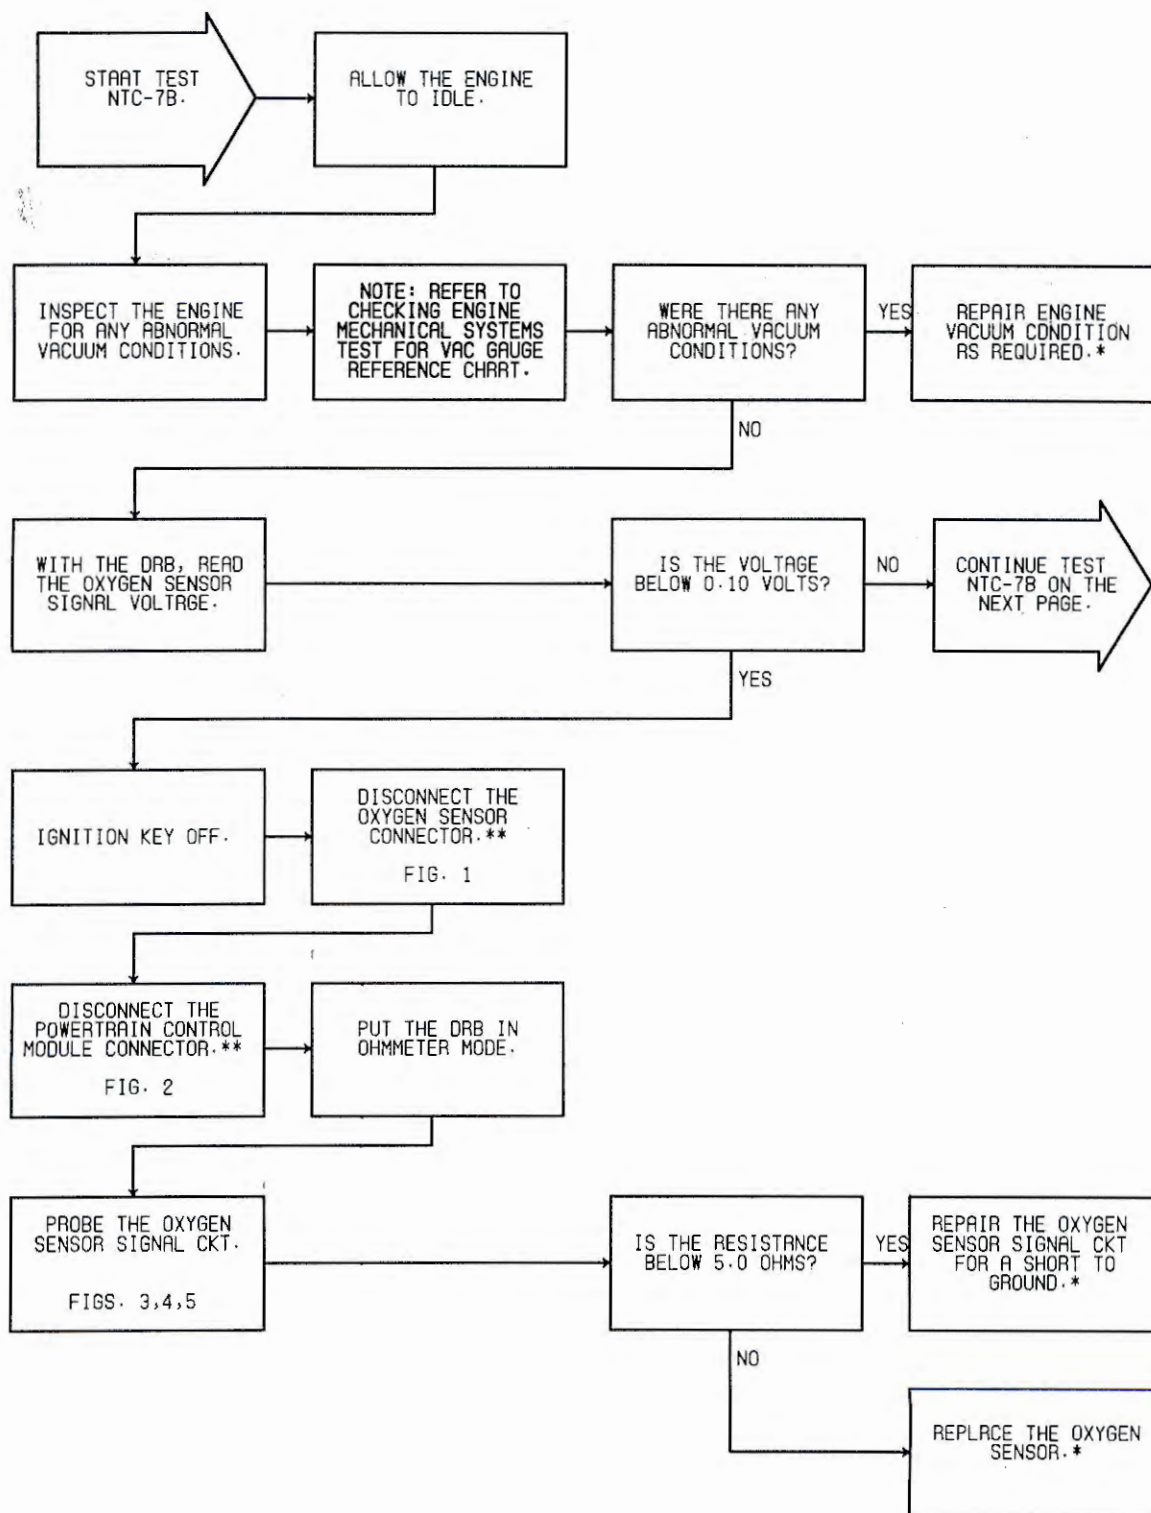 START TEST
NTC-7B.
ALLOW THE ENGINE
TO IDLE.
INSPECT THE ENGINE
FOR ANY ABNORMAL
VACUUM CONDITIONS.
NOTE: REFER TO
CHECKING ENGINE
MECHANICAL SYSTEMS
TEST FOR VAC GAUGE
REFERENCE CHART.
WERE THERE ANY
ABNORMAL VACUUM
CONDITIONS?
YES
REPAIR ENGINE
VACUUM CONDITION
AS REQUIRED.*
NO
WITH THE DRB, READ
THE OXYGEN SENSOR
SIGNAL VOLTAGE.
IS THE VOLTAGE
BELOW 0.10 VOLTS?
NO
CONTINUE TEST
NTC-7B ON THE
NEXT PAGE.
YES
IGNITION KEY OFF.
DISCONNECT THE
OXYGEN SENSOR
CONNECTOR.**
FIG. 1
DISCONNECT THE
POWERTRAIN CONTROL
MODULE CONNECTOR.**
FIG. 2
PUT THE DRB IN
OHMMETER MODE.
PROBE THE OXYGEN
SENSOR SIGNAL CKT.
FIGS. 3,4,5
IS THE RESISTANCE
BELOW 5.0 OHMS?
YES
REPAIR THE OXYGEN
SENSOR SIGNAL CKT
FOR A SHORT TO
GROUND.*
NO
REPLACE THE OXYGEN
SENSOR.*